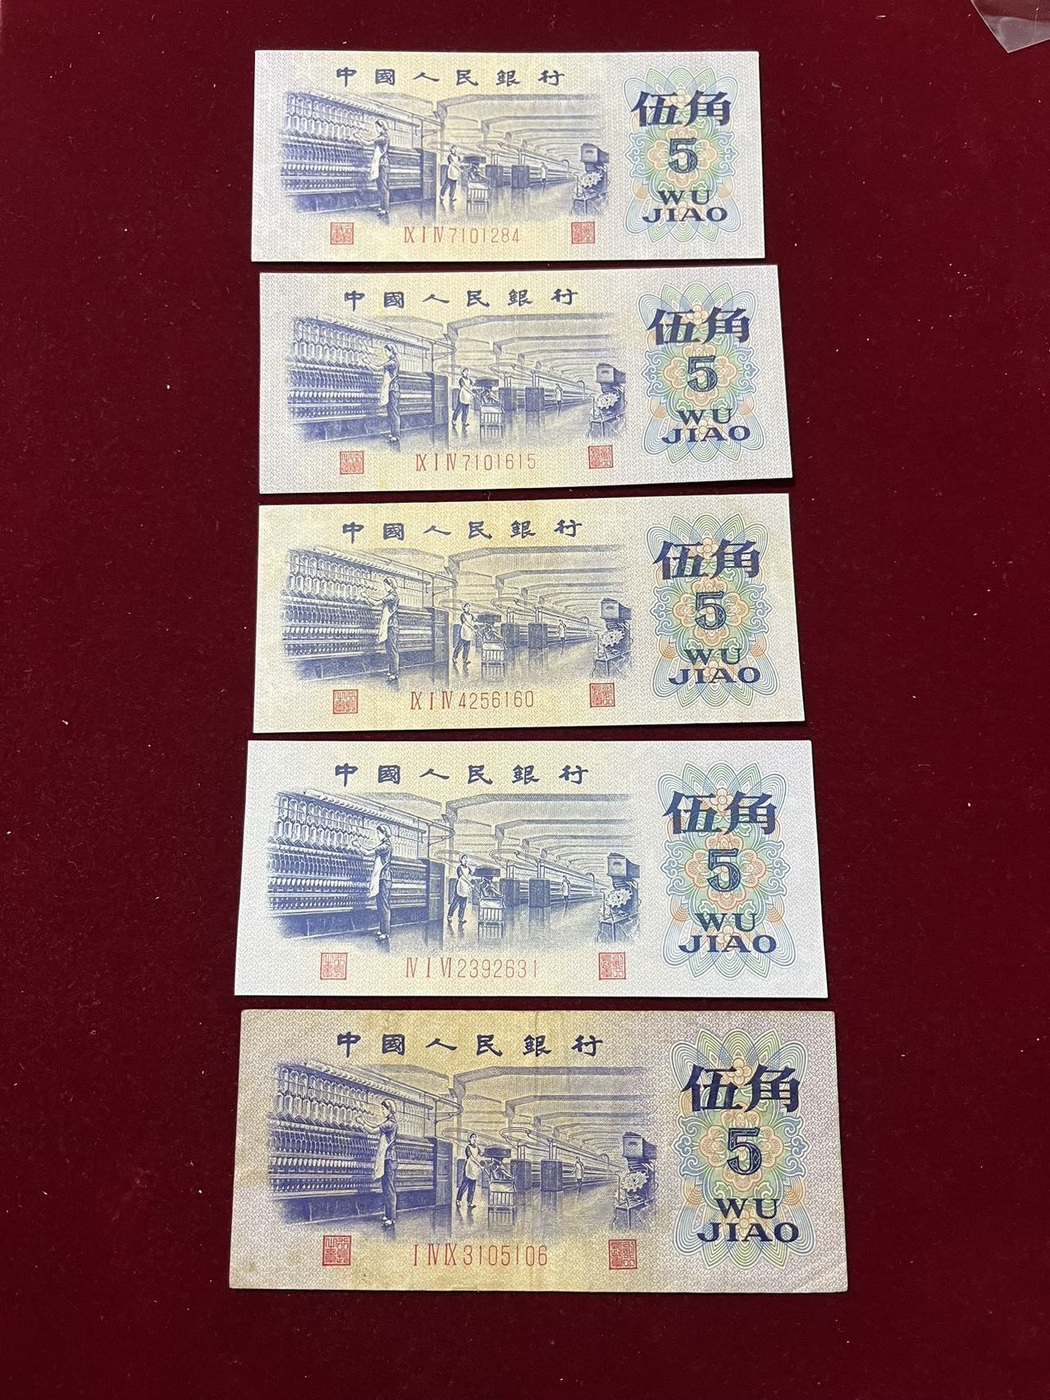 中國人民銀行
伍角
5
WU
JIAO
IX I IV 7101284
中國人民銀行
伍角
5
WU
JIAO
IX I IV 7101615
中國人民銀行
伍角
5
WU
JIAO
IX I IV 4256160
中國人民銀行
伍角
5
WU
JIAO
IV I VI 2392631
中國人民銀行
伍角
5
WU
JIAO
I IV IX 3105106